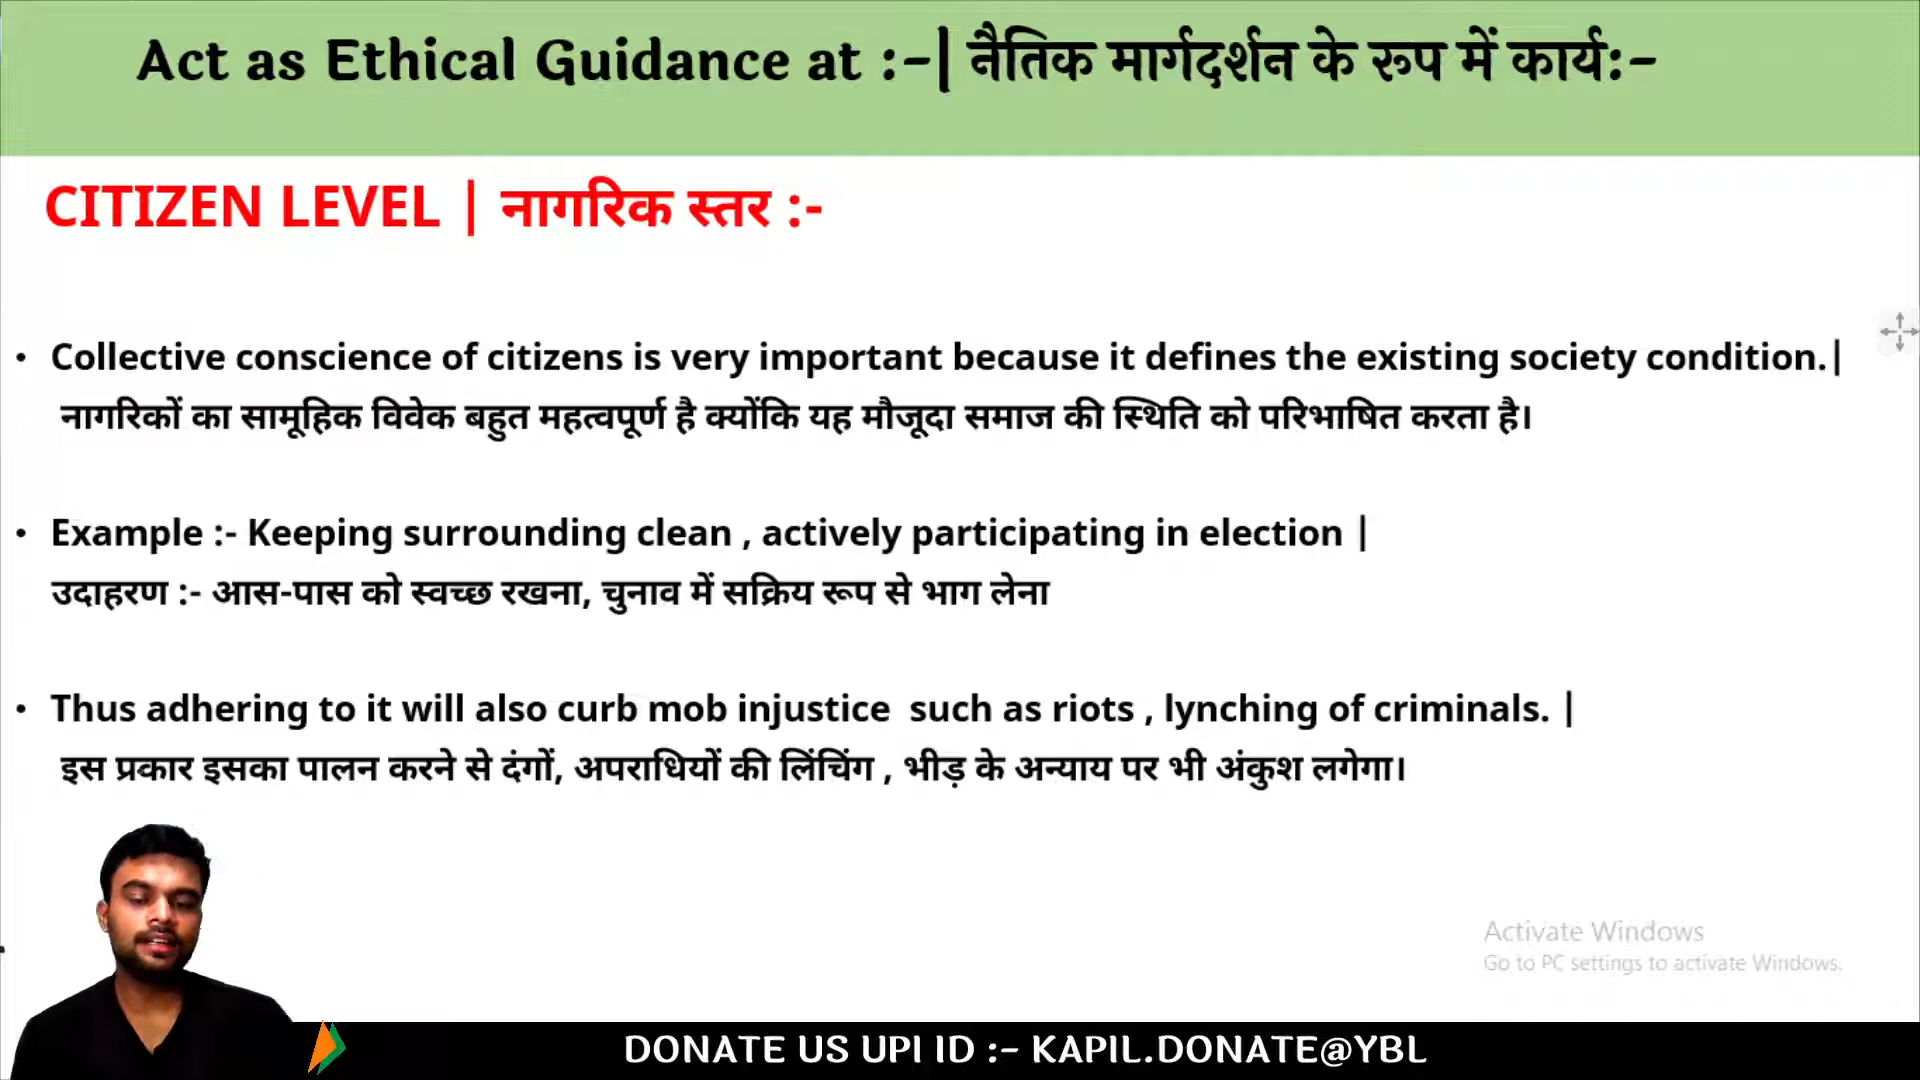 Act as Ethical Guidance at :-| नैतिक मार्गदर्शन के रूप में कार्य:-
CITIZEN LEVEL | नागरिक स्तर :-
• Collective conscience of citizens is very important because it defines the existing society condition.|
नागरिकों का सामूहिक विवेक बहुत महत्वपूर्ण है क्योंकि यह मौजूदा समाज की स्थिति को परिभाषित करता है।
• Example :- Keeping surrounding clean , actively participating in election |
उदाहरण :- आस-पास को स्वच्छ रखना, चुनाव में सक्रिय रूप से भाग लेना
• Thus adhering to it will also curb mob injustice such as riots , lynching of criminals. |
इस प्रकार इसका पालन करने से दंगों, अपराधियों की लिंचिंग , भीड़ के अन्याय पर भी अंकुश लगेगा।
Activate Windows
Go to PC settings to activate Windows.
DONATE US UPI ID :- KAPIL.DONATE@YBL